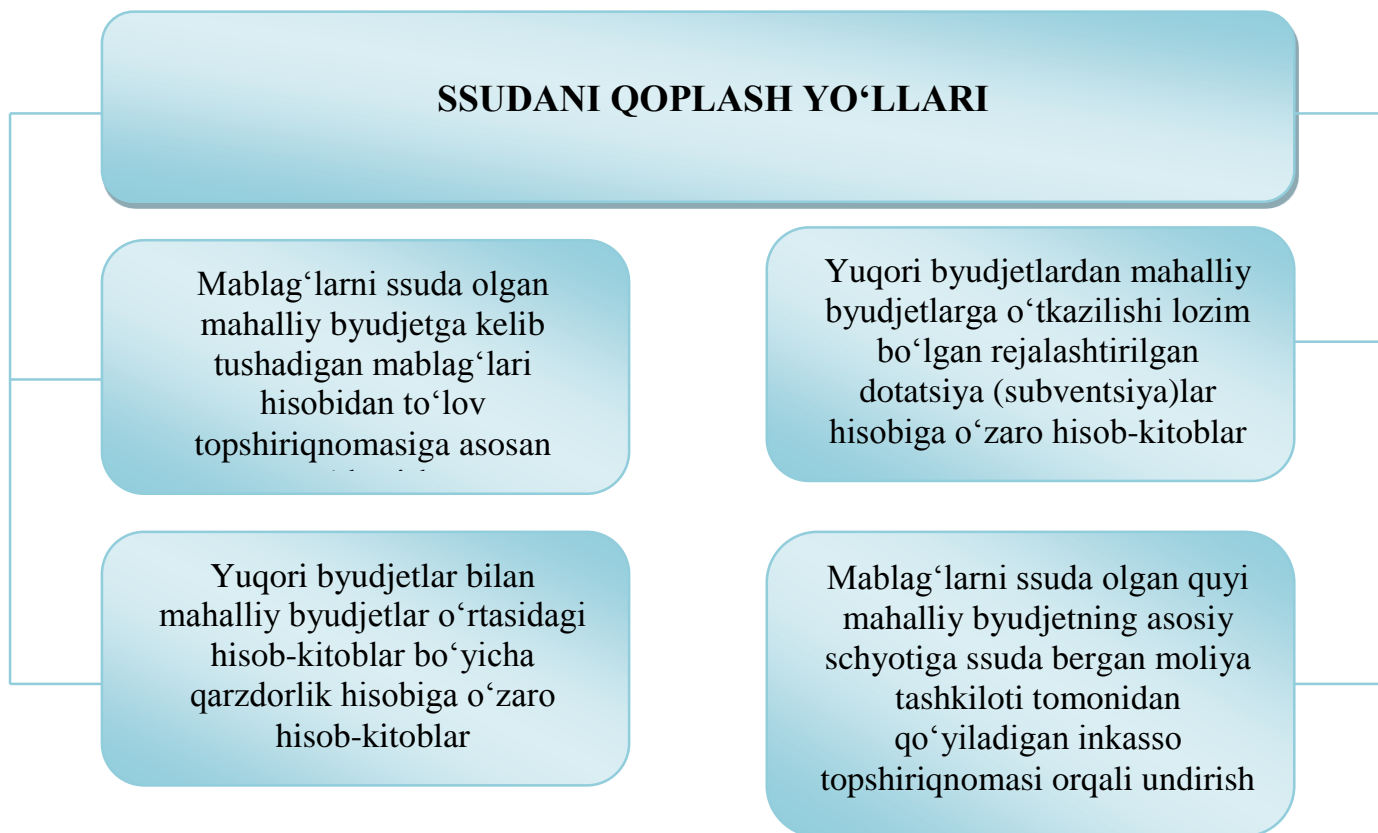 SSUDANI QOPLASH YO‘LLARI
Mablag‘larni ssuda olgan
mahalliy byudjetga kelib
tushadigan mablag‘lari
hisobidan to‘lov
topshiriqnomasiga asosan
Yuqori byudjetlardan mahalliy
byudjetlarga o‘tkazilishi lozim
bo‘lgan rejalashtirilgan
dotatsiya (subventsiya)lar
hisobiga o‘zaro hisob-kitoblar
Yuqori byudjetlar bilan
mahalliy byudjetlar o‘rtasidagi
hisob-kitoblar bo‘yicha
qarzdorlik hisobiga o‘zaro
hisob-kitoblar
Mablag‘larni ssuda olgan quyi
mahalliy byudjetning asosiy
schyotiga ssuda bergan moliya
tashkiloti tomonidan
qo‘yiladigan inkasso
topshiriqnomasi orqali undirish